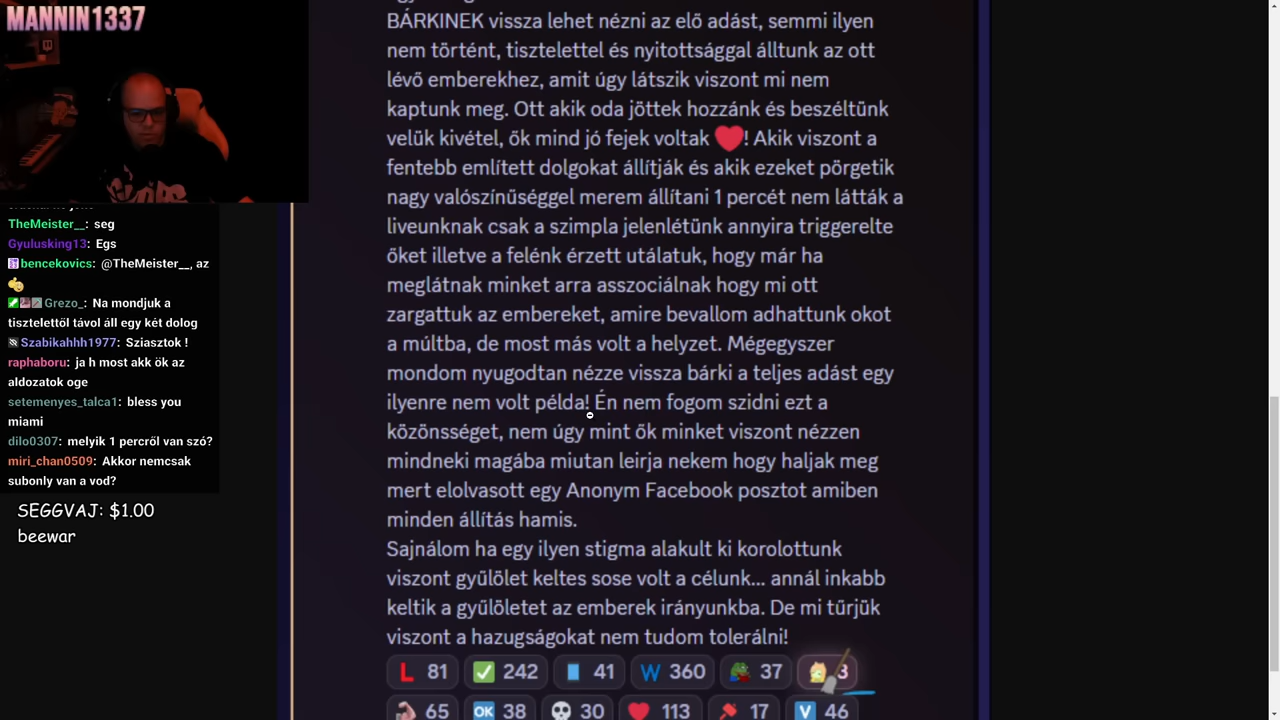 MANNIN1337
BÁRKINEK vissza lehet nézni az elő adást, semmi ilyen
nem történt, tisztelettel és nyitottsággal álltunk az ott
lévő emberekhez, amit úgy látszik viszont mi nem
kaptunk meg. Ott akik oda jöttek hozzánk és beszéltünk
velük kivétel, ők mind jó fejek voltak ❤️! Akik viszont a
fentebb említett dolgokat állítják és akik ezeket pörgetik
nagy valószínűséggel merem állítani 1 percét nem látták a
liveunknak csak a szimpla jelenlétünk annyira triggerelte
őket illetve a felénk érzett utálatuk, hogy már ha
meglátnak minket arra asszociálnak hogy mi ott
zargattuk az embereket, amire bevallom adhattunk okot
a múltba, de most más volt a helyzet. Mégegyszer
mondom nyugodtan nézze vissza bárki a teljes adást egy
ilyenre nem volt példa! Én nem fogom szidni ezt a
közönsséget, nem úgy mint ők minket viszont nézzen
mindneki magába miutan leirja nekem hogy haljak meg
mert elolvasott egy Anonym Facebook posztot amiben
minden állítás hamis.
Sajnálom ha egy ilyen stigma alakult ki korolottunk
viszont gyűlölet keltes sose volt a célunk... annál inkabb
keltik a gyűlöletet az emberek irányunkba. De mi tűrjük
viszont a hazugságokat nem tudom tolerálni!
L 81 ✅ 242 41 W 360 37 3
65 OK 38 💀 30 ❤️ 113 17 V 46
TheMeister__: seg
Gyulusking13: Egs
bencekovics: @TheMeister__, az
Grezo_: Na mondjuk a
tisztelettől távol áll egy két dolog
Szabikahhh1977: Sziasztok !
raphaboru: ja h most akk ök az
aldozatok oge
setemenyes_talca1: bless you
miami
dilo0307: melyik 1 percről van szó?
miri_chan0509: Akkor nemcsak
subonly van a vod?
SEGGVAJ: $1.00
beewar